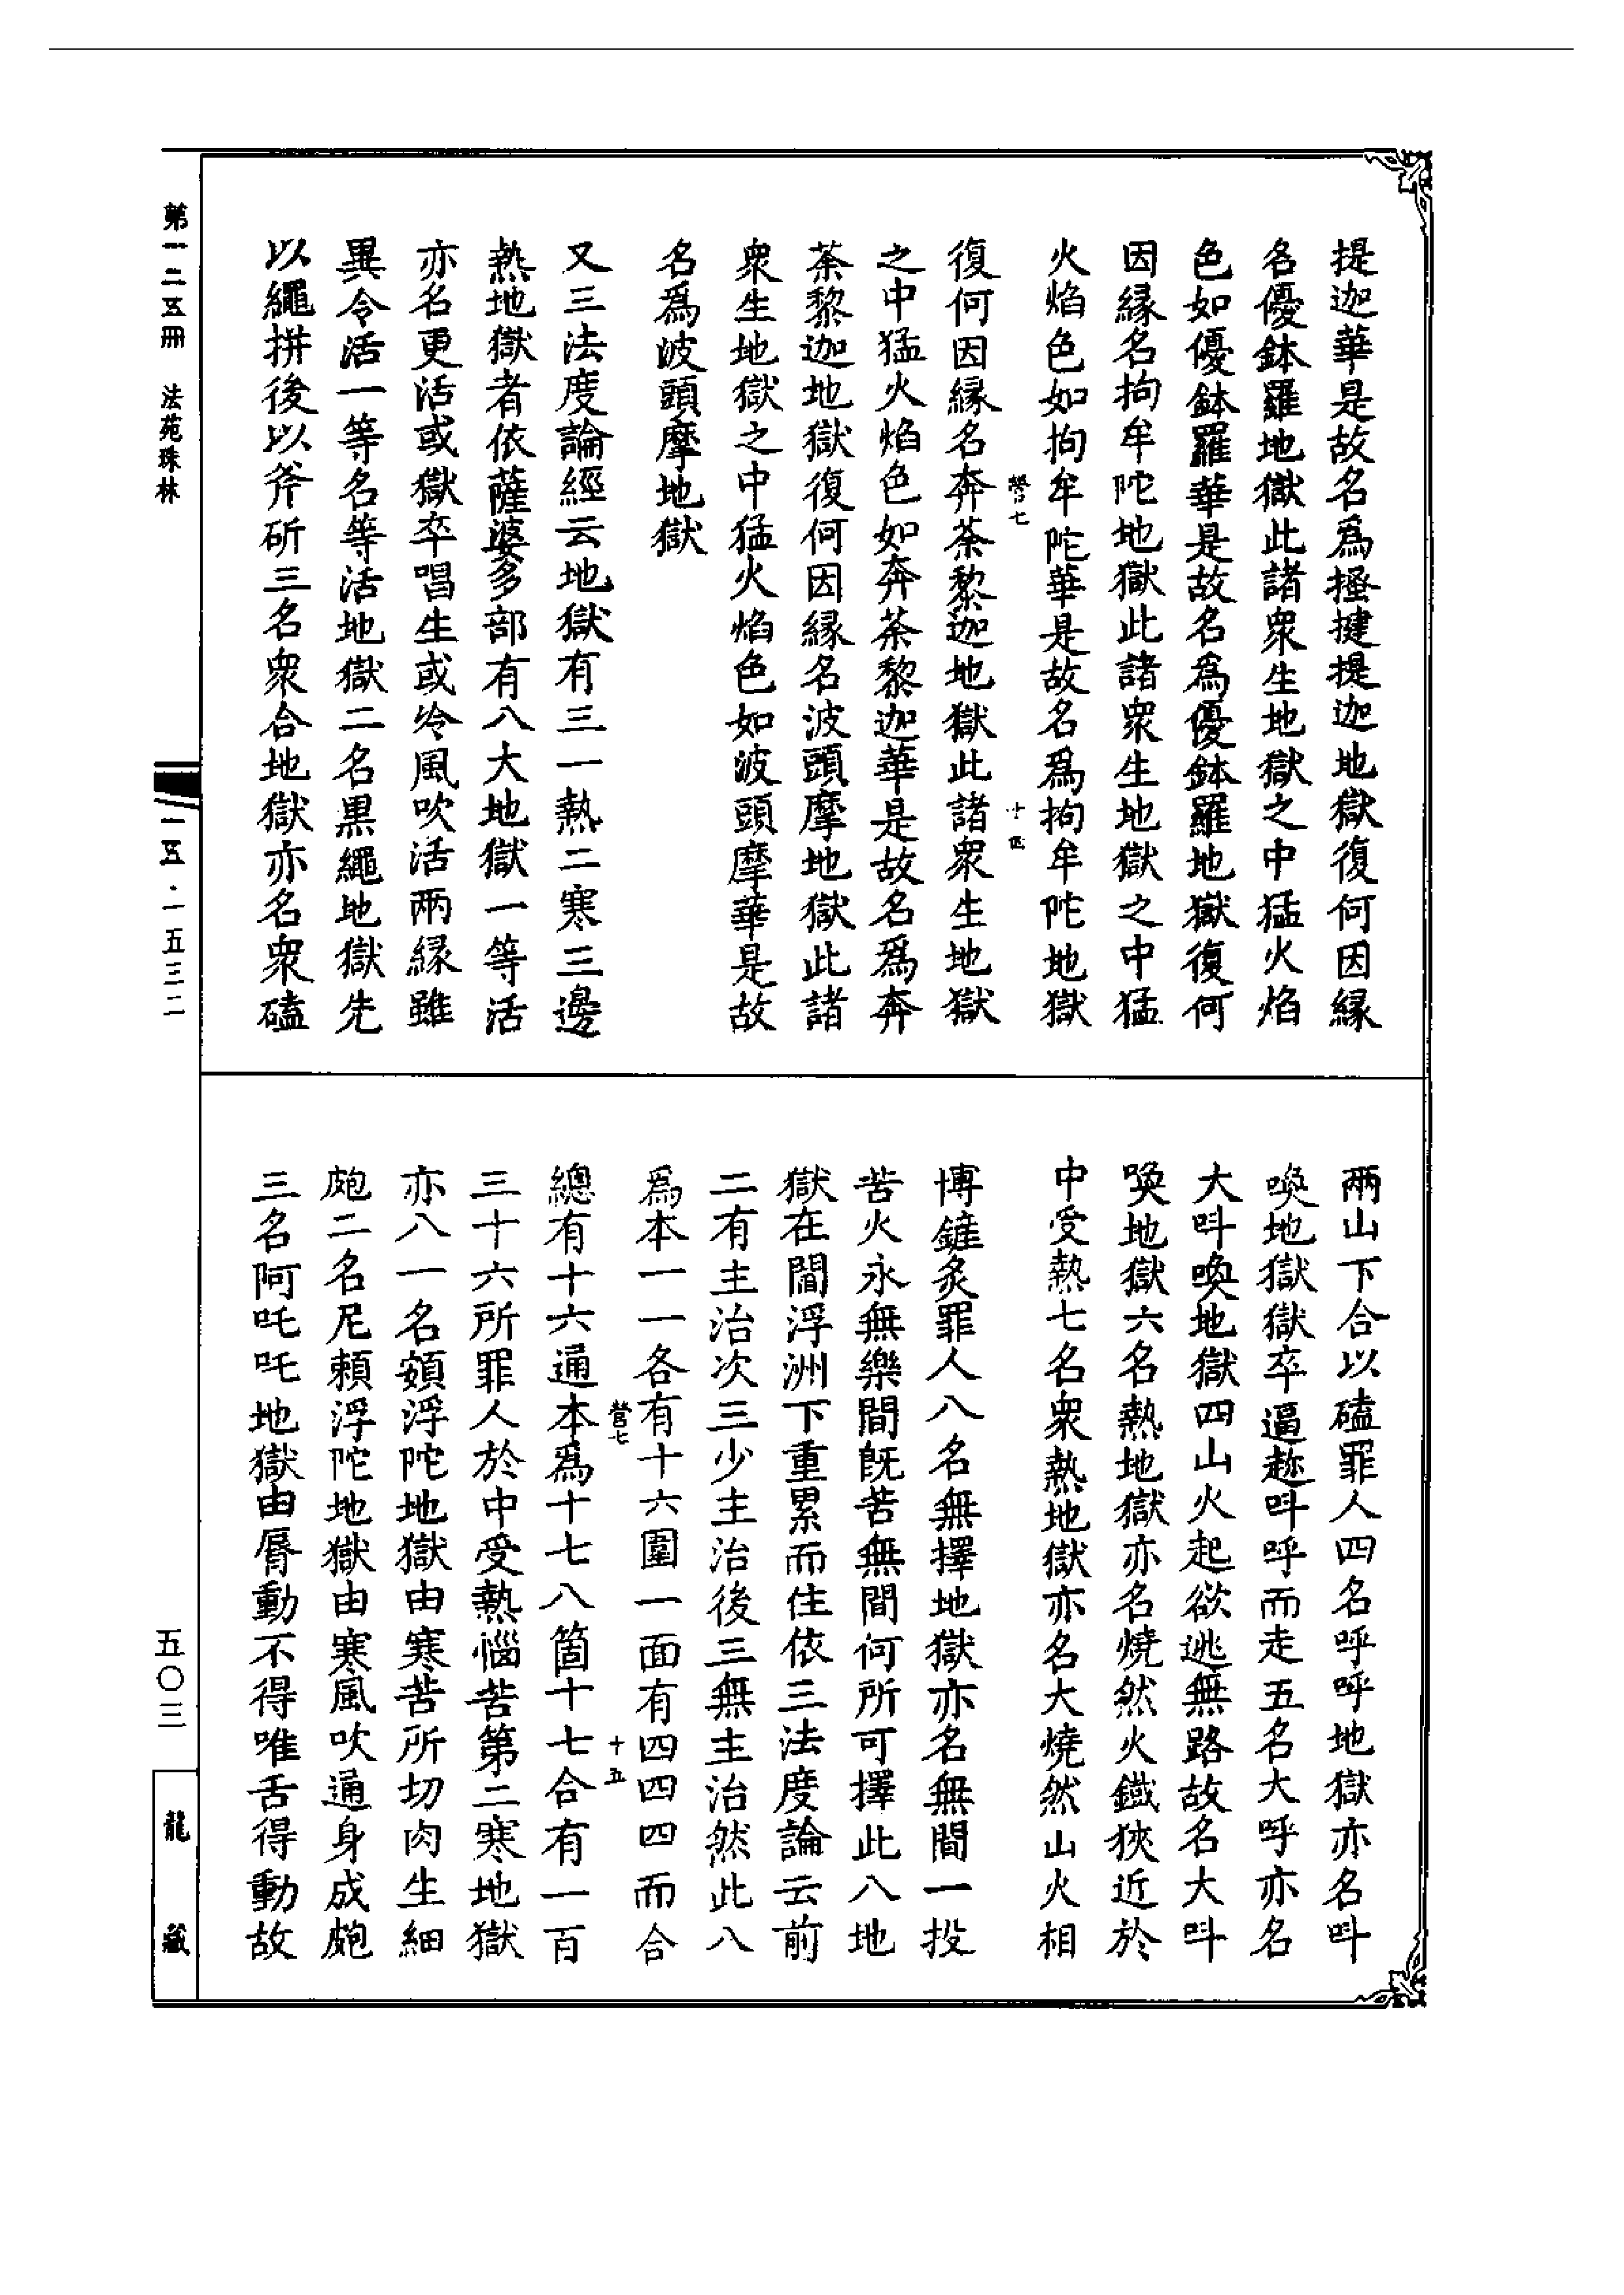 提迦華是故名爲搔揵提迦地獄復何因縁
名優鉢羅地獄此諸衆生地獄之中猛火焰
色如優鉢羅華是故名爲優鉢羅地獄復何
因縁名拘牟陀地獄此諸衆生地獄之中猛
火焰色如拘牟陀華是故名爲拘牟陀地獄
營七 十四
復何因縁名奔荼黎迦地獄此諸衆生地獄
之中猛火焰色如奔荼黎迦華是故名爲奔
荼黎迦地獄復何因縁名波頭摩地獄此諸
衆生地獄之中猛火焰色如波頭摩華是故
名爲波頭摩地獄
又三法度論經云地獄有三一熱二寒三邊
熱地獄者依薩婆多部有八大地獄一等活
亦名更活或獄卒唱生或冷風吹活兩縁雖
異令活一等名等活地獄二名黒繩地獄先
以繩拼後以斧斫三名衆合地獄亦名衆磕
兩山下合以磕罪人四名呼呼地獄亦名叫
喚地獄獄卒逼趂叫呼而走五名大呼亦名
大叫喚地獄四山火起欲逃無路故名大叫
喚地獄六名熱地獄亦名燒然火鐵狹近於
中受熱七名衆熱地獄亦名大燒然山火相
博鏙炙罪人八名無擇地獄亦名無間一投
苦火永無樂間既苦無間何所可擇此八地
獄在閻浮洲下重累而住依三法度論云前
二有主治次三少主治後三無主治然此八
爲本一一各有十六圍一面有四四四而合
營七 十五
總有十六通本爲十七八箇十七合有一百
三十六所罪人於中受熱惱苦第二寒地獄
亦八一名頞浮陀地獄由寒苦所切肉生細
皰二名尼賴浮陀地獄由寒風吹通身成皰
三名阿吒吒地獄由脣動不得唯舌得動故
第一二五冊 法苑珠林
一五·一五三二
五〇三
龍藏